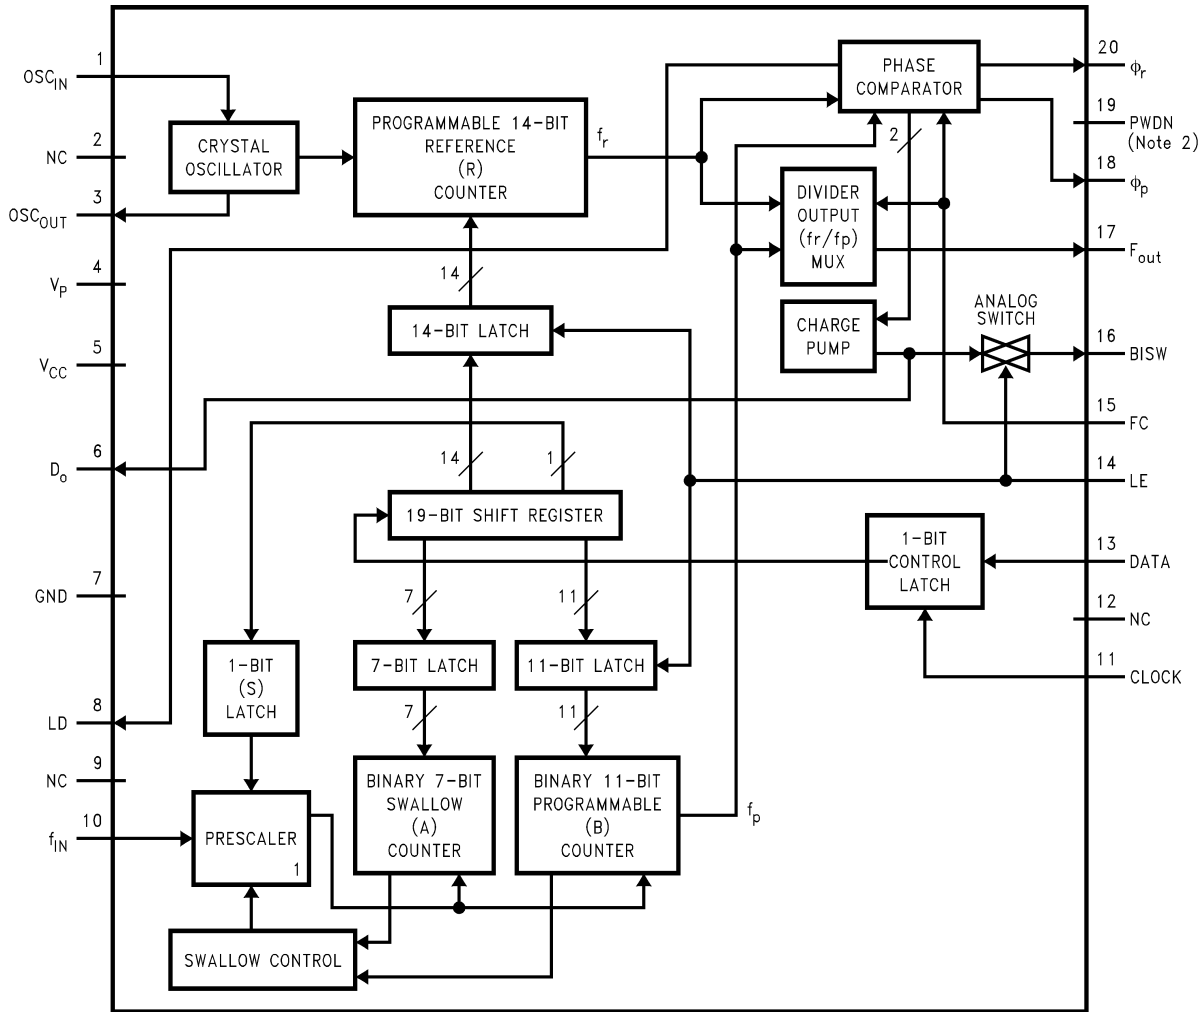 1
OSC_IN
2
NC
3
OSC_OUT
4
V_P
5
V_CC
6
D_o
7
GND
8
LD
9
NC
10
f_IN
CRYSTAL
OSCILLATOR
PROGRAMMABLE 14-BIT
REFERENCE
(R)
COUNTER
f_r
14
14-BIT LATCH
14
1
19-BIT SHIFT REGISTER
7
11
1-BIT
(S)
LATCH
7-BIT LATCH
11-BIT LATCH
7
11
PRESCALER
1
BINARY 7-BIT
SWALLOW
(A)
COUNTER
BINARY 11-BIT
PROGRAMMABLE
(B)
COUNTER
f_p
SWALLOW CONTROL
PHASE
COMPARATOR
2
DIVIDER
OUTPUT
(fr/fp)
MUX
CHARGE
PUMP
ANALOG
SWITCH
1-BIT
CONTROL
LATCH
20
ϕ_r
19
PWDN
(Note 2)
18
ϕ_p
17
F_out
16
BISW
15
FC
14
LE
13
DATA
12
NC
11
CLOCK